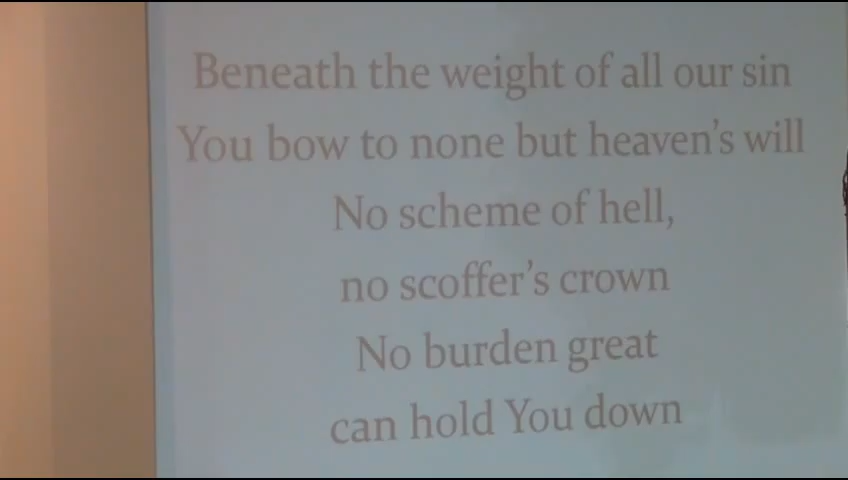 Beneath the weight of all our sin
You bow to none but heaven's will
No scheme of hell,
no scoffer's crown
No burden great
can hold You down